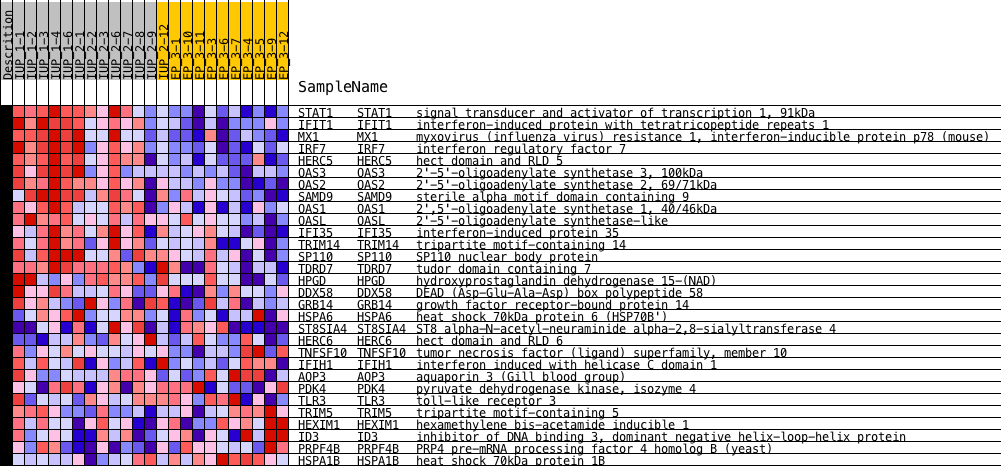 Descrition
IUP_1-1
IUP_1-2
IUP_1-3
IUP_1-4
IUP_1-6
IUP_2-1
IUP_2-2
IUP_2-3
IUP_2-6
IUP_2-7
IUP_2-8
IUP_2-9
IUP_2-12
EP_3-1
EP_3-10
EP_3-11
EP_3-3
EP_3-6
EP_3-7
EP_3-4
EP_3-5
EP_3-9
EP_3-12
SampleName
STAT1 STAT1 signal transducer and activator of transcription 1, 91kDa
IFIT1 IFIT1 interferon-induced protein with tetratricopeptide repeats 1
MX1 MX1 myxovirus (influenza virus) resistance 1, interferon-inducible protein p78 (mouse)
IRF7 IRF7 interferon regulatory factor 7
HERC5 HERC5 hect domain and RLD 5
OAS3 OAS3 2'-5'-oligoadenylate synthetase 3, 100kDa
OAS2 OAS2 2'-5'-oligoadenylate synthetase 2, 69/71kDa
SAMD9 SAMD9 sterile alpha motif domain containing 9
OAS1 OAS1 2',5'-oligoadenylate synthetase 1, 40/46kDa
OASL OASL 2'-5'-oligoadenylate synthetase-like
IFI35 IFI35 interferon-induced protein 35
TRIM14 TRIM14 tripartite motif-containing 14
SP110 SP110 SP110 nuclear body protein
TDRD7 TDRD7 tudor domain containing 7
HPGD HPGD hydroxyprostaglandin dehydrogenase 15-(NAD)
DDX58 DDX58 DEAD (Asp-Glu-Ala-Asp) box polypeptide 58
GRB14 GRB14 growth factor receptor-bound protein 14
HSPA6 HSPA6 heat shock 70kDa protein 6 (HSP70B')
ST8SIA4 ST8SIA4 ST8 alpha-N-acetyl-neuraminide alpha-2,8-sialyltransferase 4
HERC6 HERC6 hect domain and RLD 6
TNFSF10 TNFSF10 tumor necrosis factor (ligand) superfamily, member 10
IFIH1 IFIH1 interferon induced with helicase C domain 1
AQP3 AQP3 aquaporin 3 (Gill blood group)
PDK4 PDK4 pyruvate dehydrogenase kinase, isozyme 4
TLR3 TLR3 toll-like receptor 3
TRIM5 TRIM5 tripartite motif-containing 5
HEXIM1 HEXIM1 hexamethylene bis-acetamide inducible 1
ID3 ID3 inhibitor of DNA binding 3, dominant negative helix-loop-helix protein
PRPF4B PRPF4B PRP4 pre-mRNA processing factor 4 homolog B (yeast)
HSPA1B HSPA1B heat shock 70kDa protein 1B